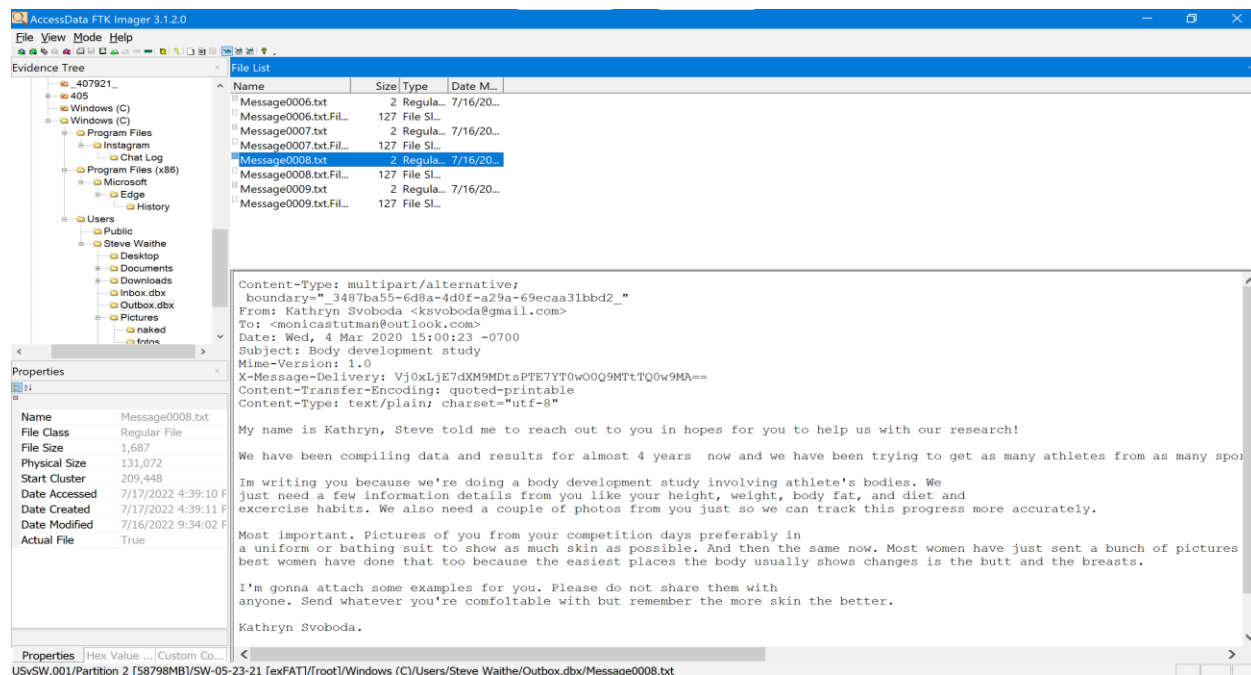 AccessData FTK Imager 3.1.2.0
File View Mode Help
Evidence Tree
_407921_
405
Windows (C)
Windows (C)
Program Files
Instagram
Chat Log
Program Files (x86)
Microsoft
Edge
History
Users
Public
Steve Waithe
Desktop
Documents
Downloads
Inbox.dbx
Outbox.dbx
Pictures
naked
fotos
File List
Name Size Type Date M...
Message0006.txt 2 Regula... 7/16/20...
Message0006.txt.Fil... 127 File Sl...
Message0007.txt 2 Regula... 7/16/20...
Message0007.txt.Fil... 127 File Sl...
Message0008.txt 2 Regula... 7/16/20...
Message0008.txt.Fil... 127 File Sl...
Message0009.txt 2 Regula... 7/16/20...
Message0009.txt.Fil... 127 File Sl...
Content-Type: multipart/alternative;
boundary="_3487ba55-6d8a-4d0f-a29a-69ecaa31bbd2_"
From: Kathryn Svoboda <ksvoboda@gmail.com>
To: <monicastutman@outlook.com>
Date: Wed, 4 Mar 2020 15:00:23 -0700
Subject: Body development study
Mime-Version: 1.0
X-Message-Delivery: Vj0xLjE7dXM9MDtsPTE7YT0wO0Q9MTtTQ0w9MA==
Content-Transfer-Encoding: quoted-printable
Content-Type: text/plain; charset="utf-8"
My name is Kathryn, Steve told me to reach out to you in hopes for you to help us with our research!
We have been compiling data and results for almost 4 years now and we have been trying to get as many athletes from as many spo
Im writing you because we're doing a body development study involving athlete's bodies. We
just need a few information details from you like your height, weight, body fat, and diet and
excercise habits. We also need a couple of photos from you just so we can track this progress more accurately.
Most important. Pictures of you from your competition days preferably in
a uniform or bathing suit to show as much skin as possible. And then the same now. Most women have just sent a bunch of pictures
best women have done that too because the easiest places the body usually shows changes is the butt and the breasts.
I'm gonna attach some examples for you. Please do not share them with
anyone. Send whatever you're comfoltable with but remember the more skin the better.
Kathryn Svoboda.
Properties
Name Message0008.txt
File Class Regular File
File Size 1,687
Physical Size 131,072
Start Cluster 209,448
Date Accessed 7/17/2022 4:39:10 P
Date Created 7/17/2022 4:39:11 P
Date Modified 7/16/2022 9:34:02 P
Actual File True
Properties Hex Value ... Custom Co...
USvSW.001/Partition 2 [58798MB]/SW-05-23-21 [exFAT]/[root]/Windows (C)/Users/Steve Waithe/Outbox.dbx/Message0008.txt